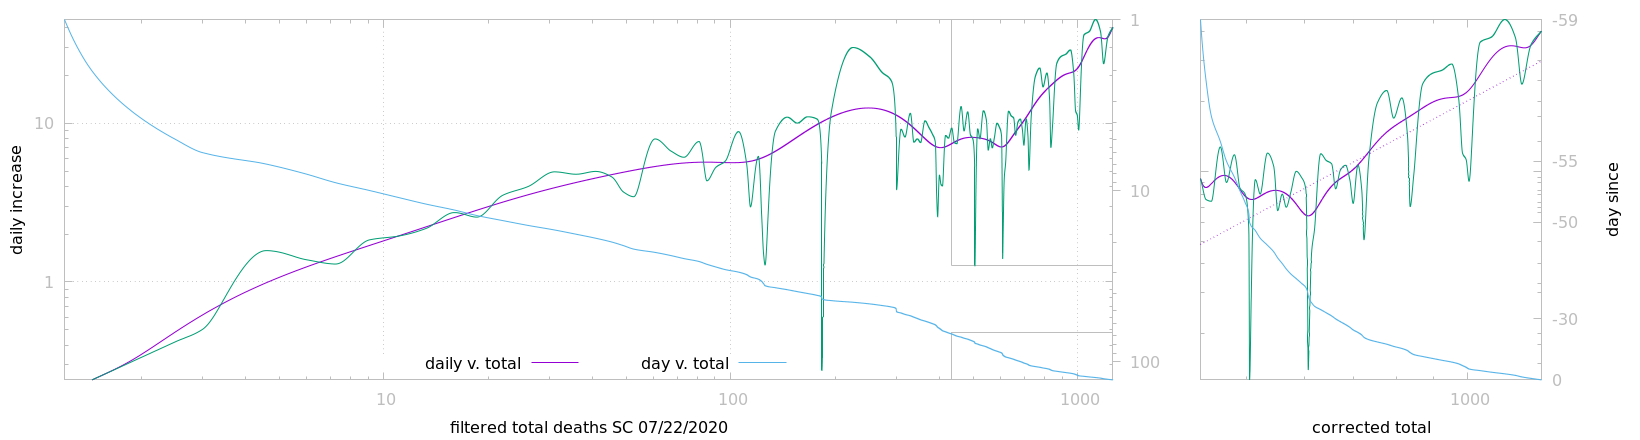 daily increase
10
1
daily v. total
day v. total
10
100
1000
filtered total deaths SC 07/22/2020
1
10
100
-59
-55
-50
-30
0
day since
1000
corrected total